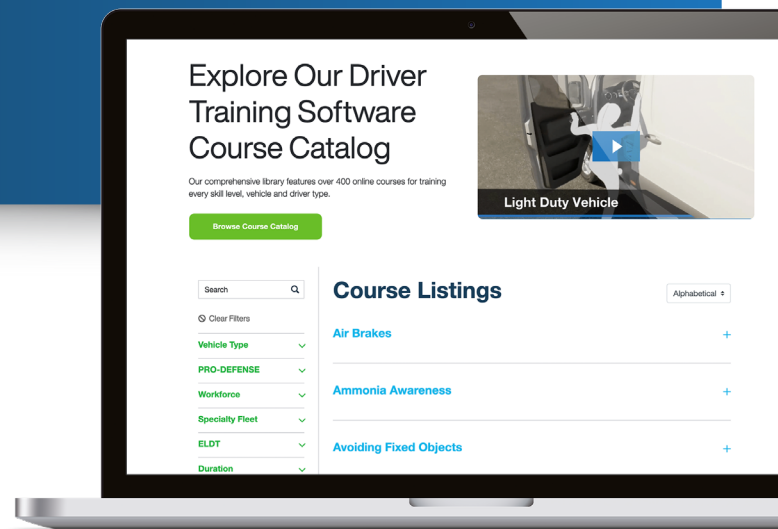 Explore Our Driver
Training Software
Course Catalog
Our comprehensive library features over 400 online courses for training
every skill level, vehicle and driver type.
Browse Course Catalog
Light Duty Vehicle
Search
Clear Filters
Vehicle Type
PRO-DEFENSE
Workforce
Specialty Fleet
ELDT
Duration
Course Listings
Alphabetical
Air Brakes
Ammonia Awareness
Avoiding Fixed Objects